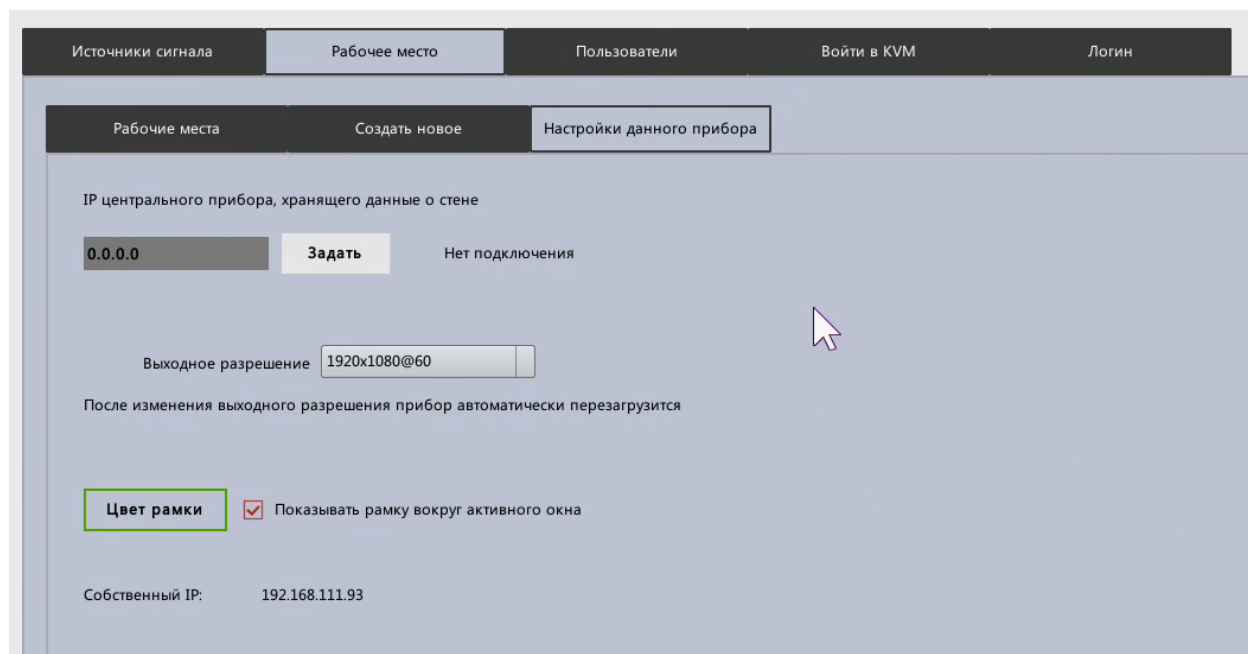 Источники сигнала
Рабочее место
Пользователи
Войти в KVM
Логин
Рабочие места
Создать новое
Настройки данного прибора
IP центрального прибора, хранящего данные о стене
0.0.0.0
Задать
Нет подключения
Выходное разрешение
1920x1080@60
После изменения выходного разрешения прибор автоматически перезагрузится
Цвет рамки
Показывать рамку вокруг активного окна
Собственный IP:
192.168.111.93